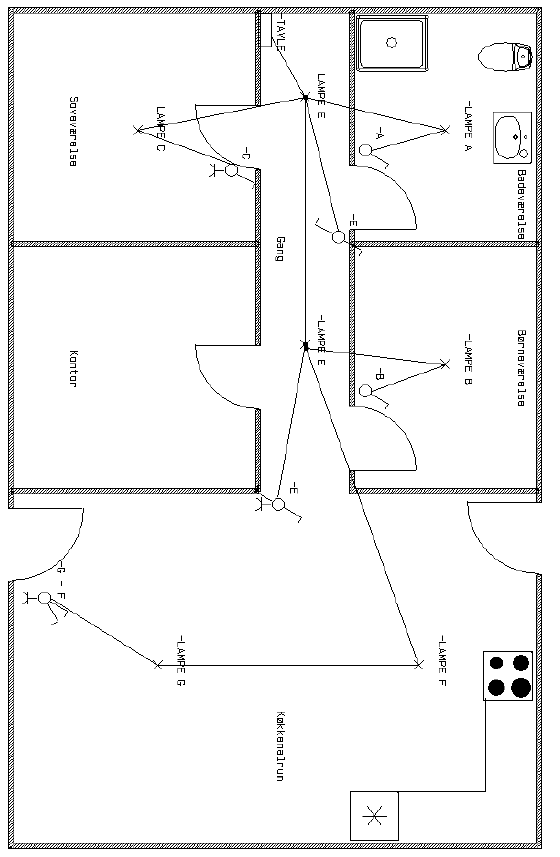 Badeværelse
Børneværelse
-LAMPE A
-LAMPE B
-LAMPE F
-A
-B
-E
LAMPE E
-LAMPE E
-E
-TAVLE
Gang
Køkkenalrum
-C
LAMPE C
-LAMPE G
Soveværelse
Kontor
-G - F